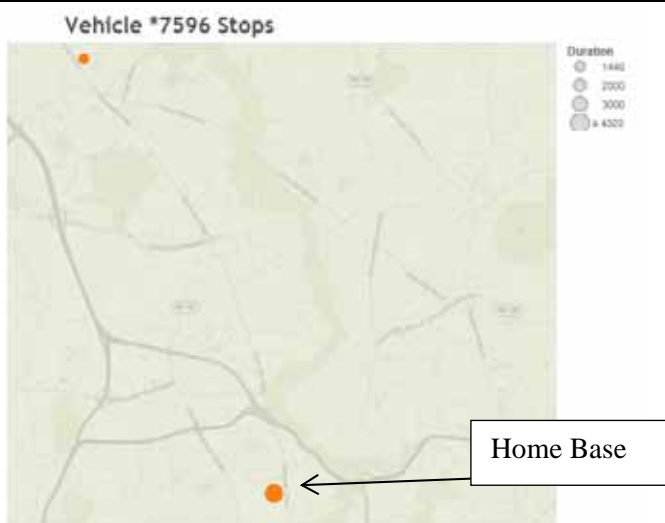 Vehicle *7596 Stops
Duration
1440
2000
3000
≥ 4320
Home Base